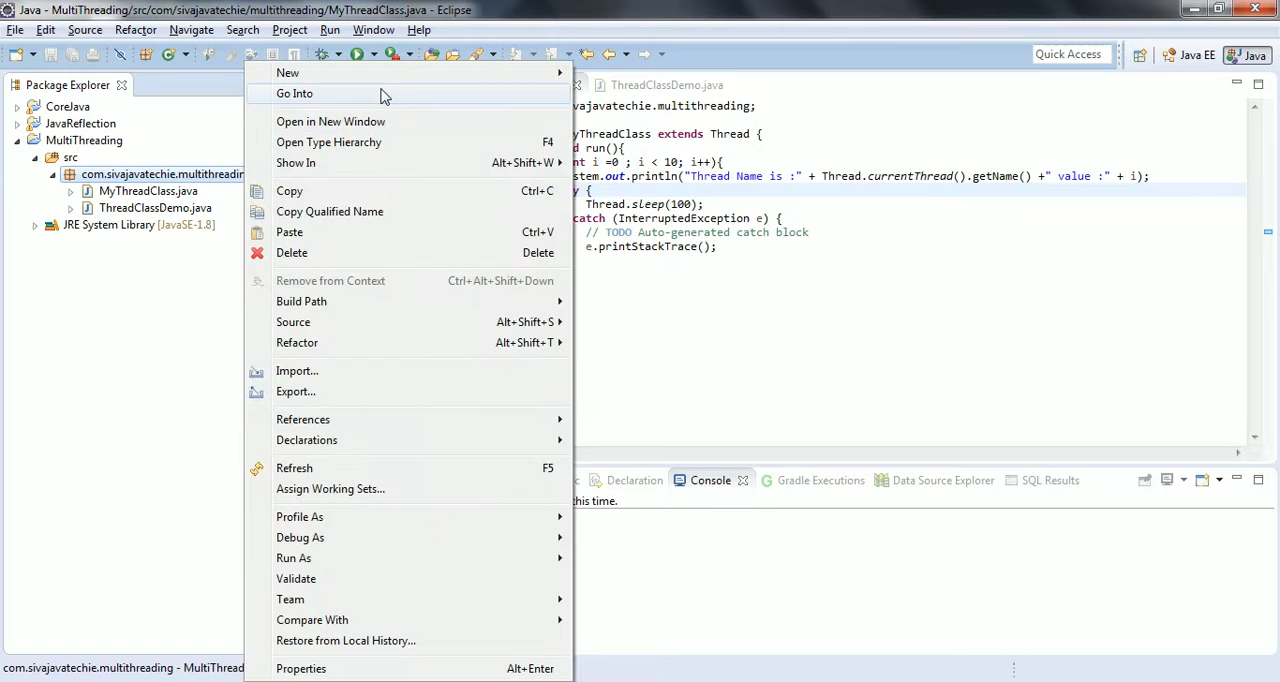 Java - MultiThreading/src/com/sivajavatechie/multithreading/MyThreadClass.java - Eclipse
File Edit Source Refactor Navigate Search Project Run Window Help
Quick Access Java EE Java
Package Explorer
CoreJava
JavaReflection
MultiThreading
src
com.sivajavatechie.multithreadin
MyThreadClass.java
ThreadClassDemo.java
JRE System Library [JavaSE-1.8]
New
Go Into
Open in New Window
Open Type Hierarchy F4
Show In Alt+Shift+W
Copy Ctrl+C
Copy Qualified Name
Paste Ctrl+V
Delete Delete
Remove from Context Ctrl+Alt+Shift+Down
Build Path
Source Alt+Shift+S
Refactor Alt+Shift+T
Import...
Export...
References
Declarations
Refresh F5
Assign Working Sets...
Profile As
Debug As
Run As
Validate
Team
Compare With
Restore from Local History...
Properties Alt+Enter
ThreadClassDemo.java
ivajavatechie.multithreading;
yThreadClass extends Thread {
d run(){
nt i =0 ; i < 10; i++){
stem.out.println("Thread Name is :" + Thread.currentThread().getName() +" value :" + i);
y {
Thread.sleep(100);
catch (InterruptedException e) {
// TODO Auto-generated catch block
e.printStackTrace();
c Declaration Console Gradle Executions Data Source Explorer SQL Results
this time.
com.sivajavatechie.multithreading - MultiThread